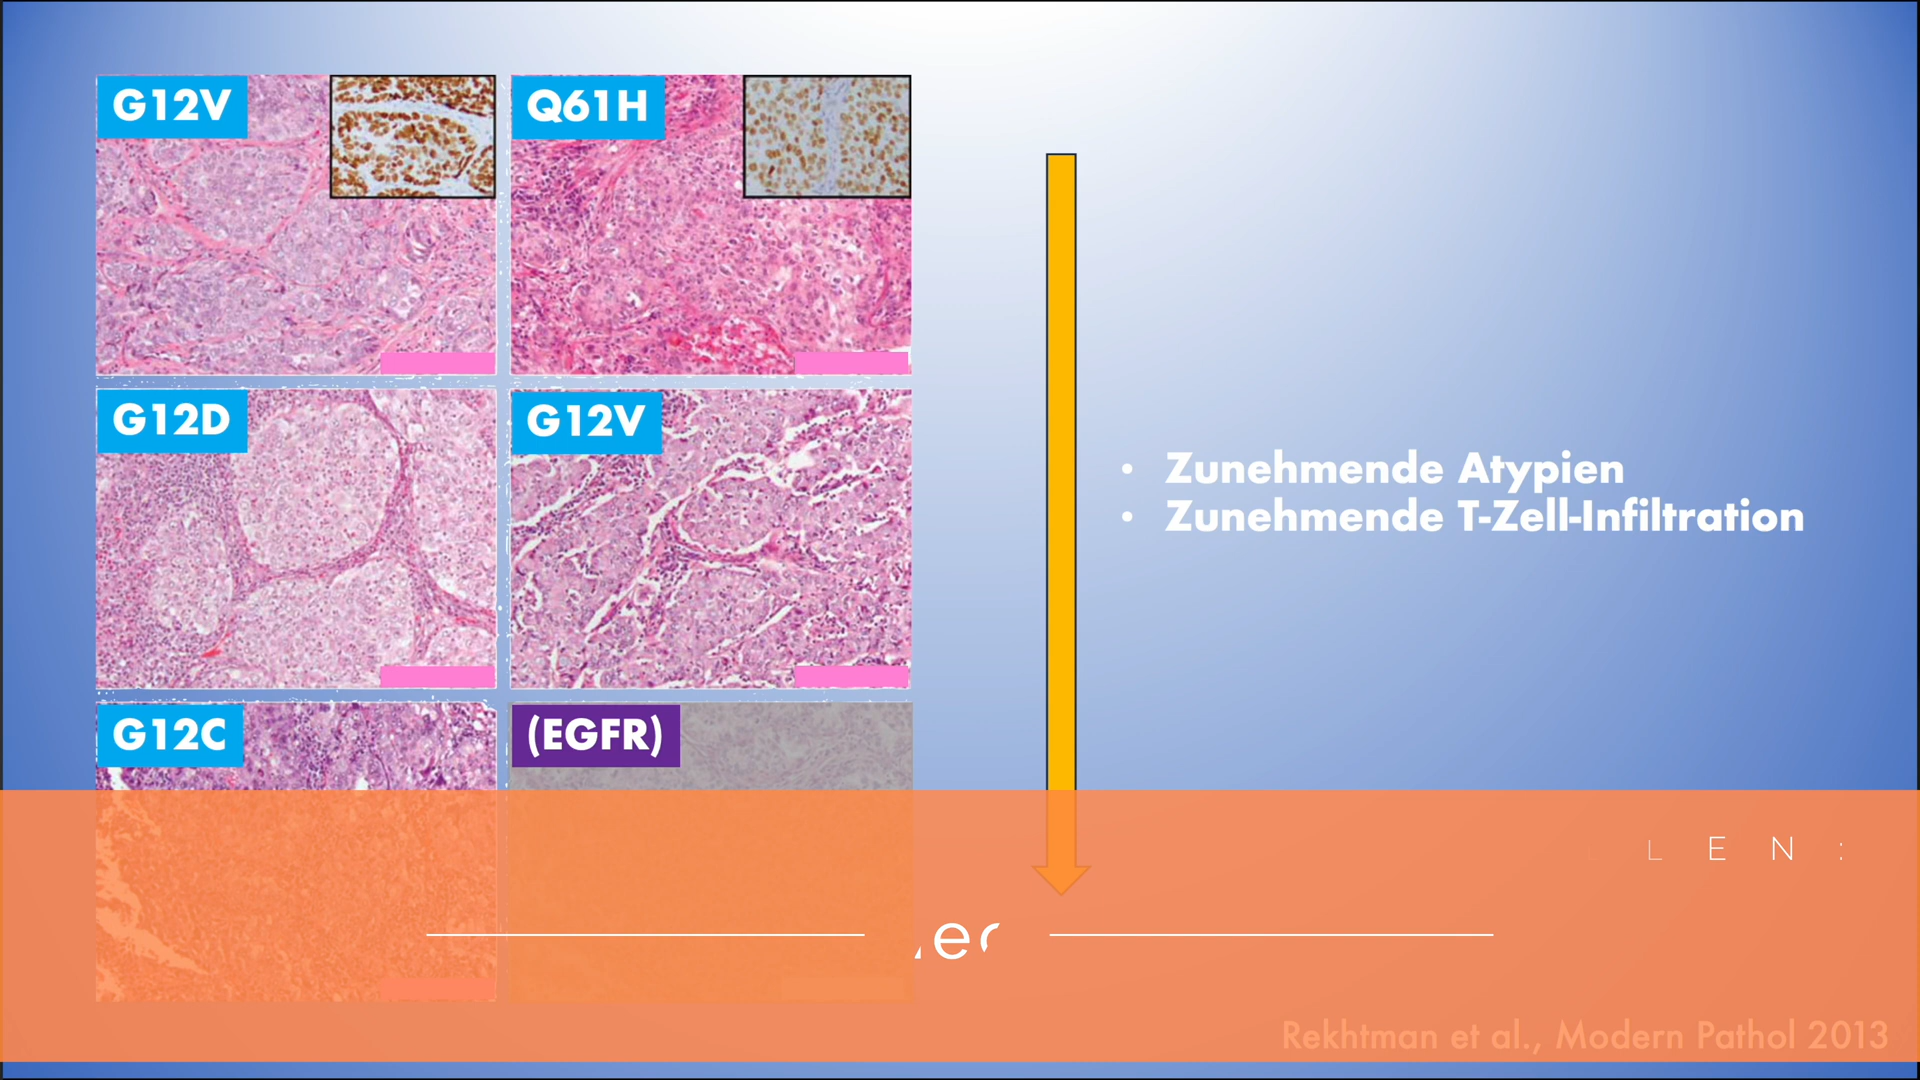 G12V
Q61H
G12D
G12V
G12C
(EGFR)
• Zunehmende Atypien
• Zunehmende T-Zell-Infiltration
L E N :
Rekhtman et al., Modern Pathol 2013